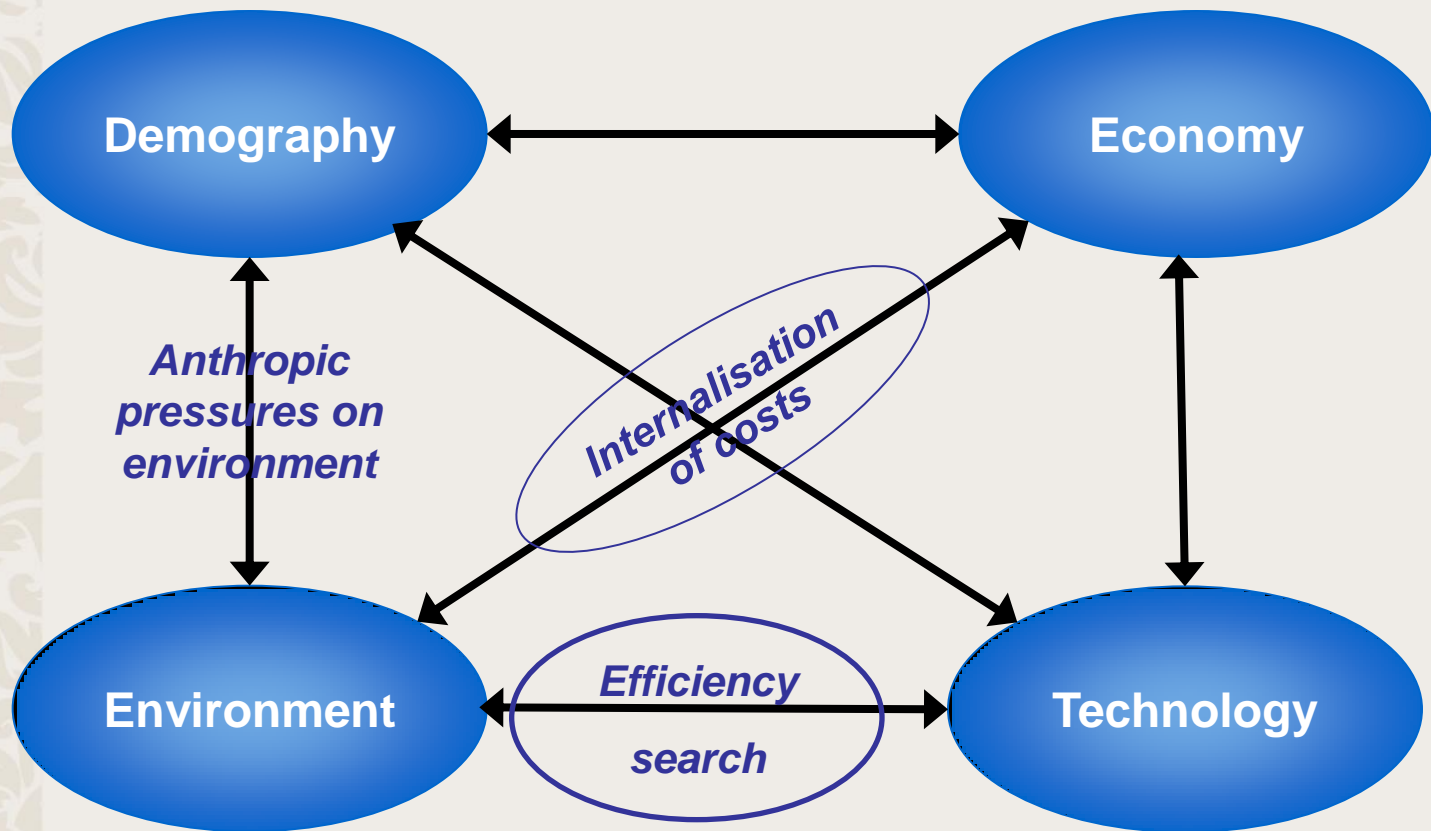 Demography
Economy
Anthropic
pressures on
environment
Internalisation
of costs
Environment
Efficiency
search
Technology